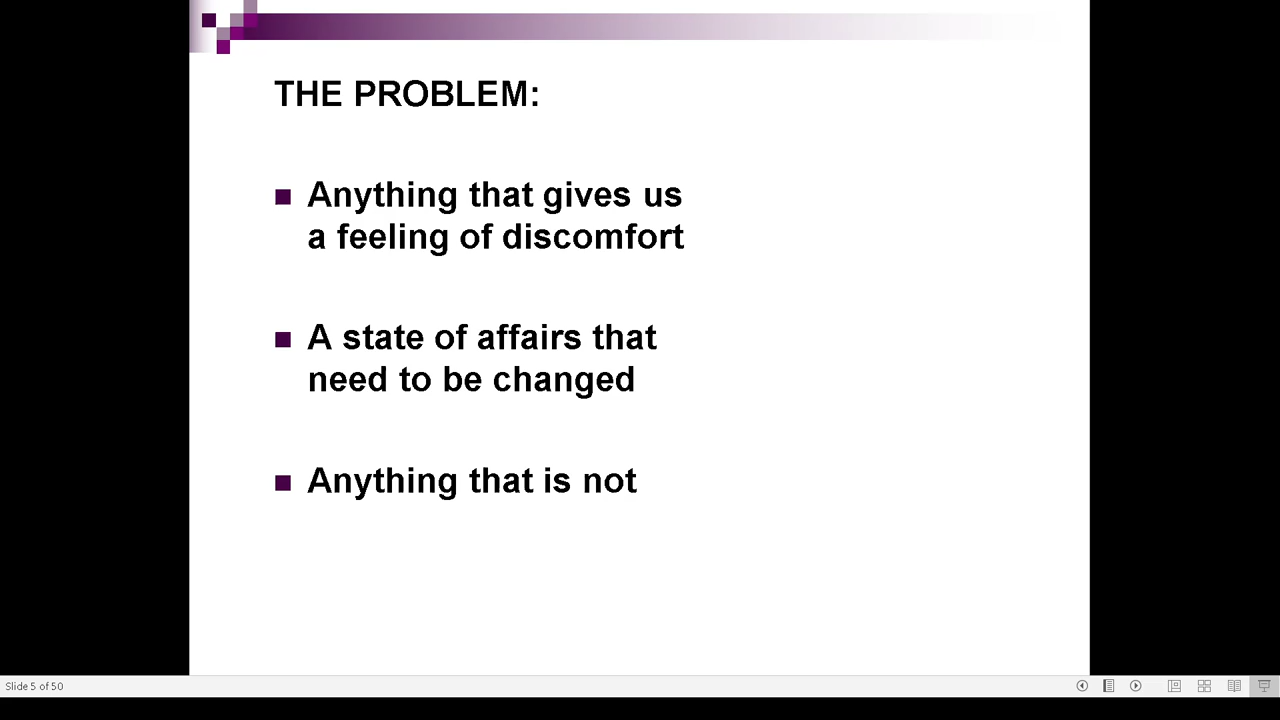 THE PROBLEM:
Anything that gives us
a feeling of discomfort
A state of affairs that
need to be changed
Anything that is not
Slide 5 of 50